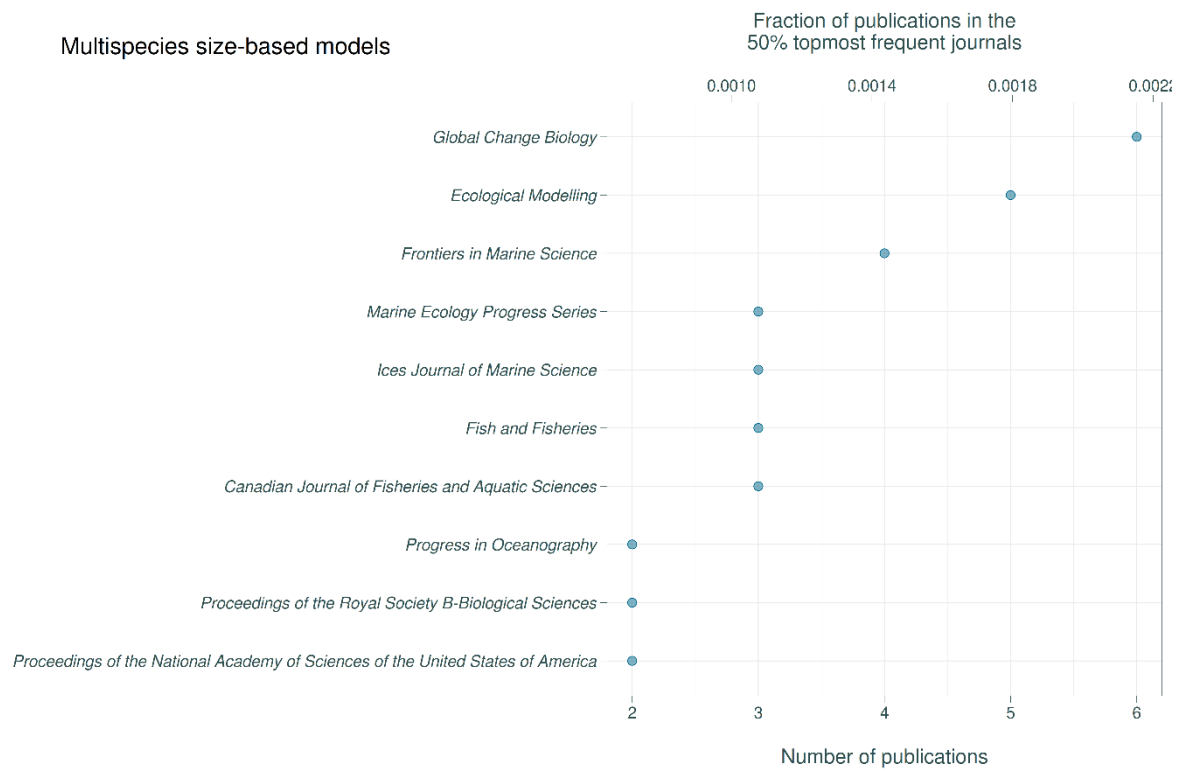 Fraction of publications in the
50% topmost frequent journals
Multispecies size-based models
0.0010 0.0014 0.0018 0.0022
Global Change Biology
Ecological Modelling
Frontiers in Marine Science
Marine Ecology Progress Series
Ices Journal of Marine Science
Fish and Fisheries
Canadian Journal of Fisheries and Aquatic Sciences
Progress in Oceanography
Proceedings of the Royal Society B-Biological Sciences
Proceedings of the National Academy of Sciences of the United States of America
2 3 4 5 6
Number of publications